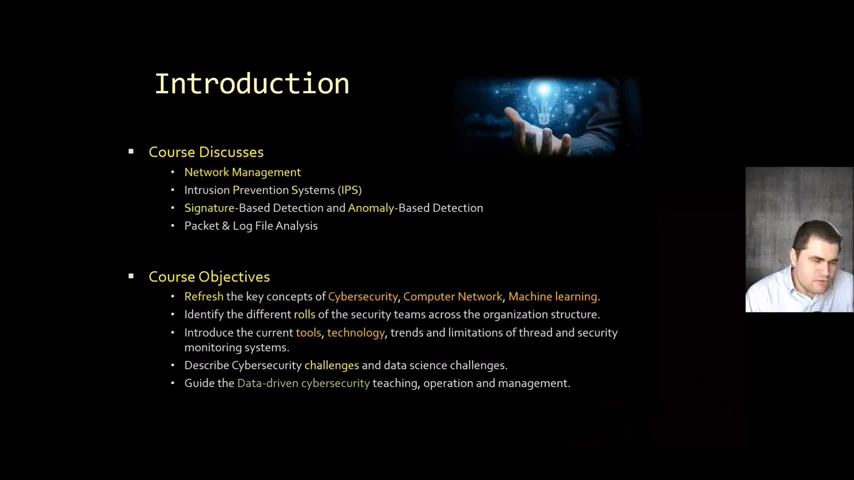 Introduction
Course Discusses
Network Management
Intrusion Prevention Systems (IPS)
Signature-Based Detection and Anomaly-Based Detection
Packet & Log File Analysis
Course Objectives
Refresh the key concepts of Cybersecurity, Computer Network, Machine learning.
Identify the different rolls of the security teams across the organization structure.
Introduce the current tools, technology, trends and limitations of thread and security
monitoring systems.
Describe Cybersecurity challenges and data science challenges.
Guide the Data-driven cybersecurity teaching, operation and management.